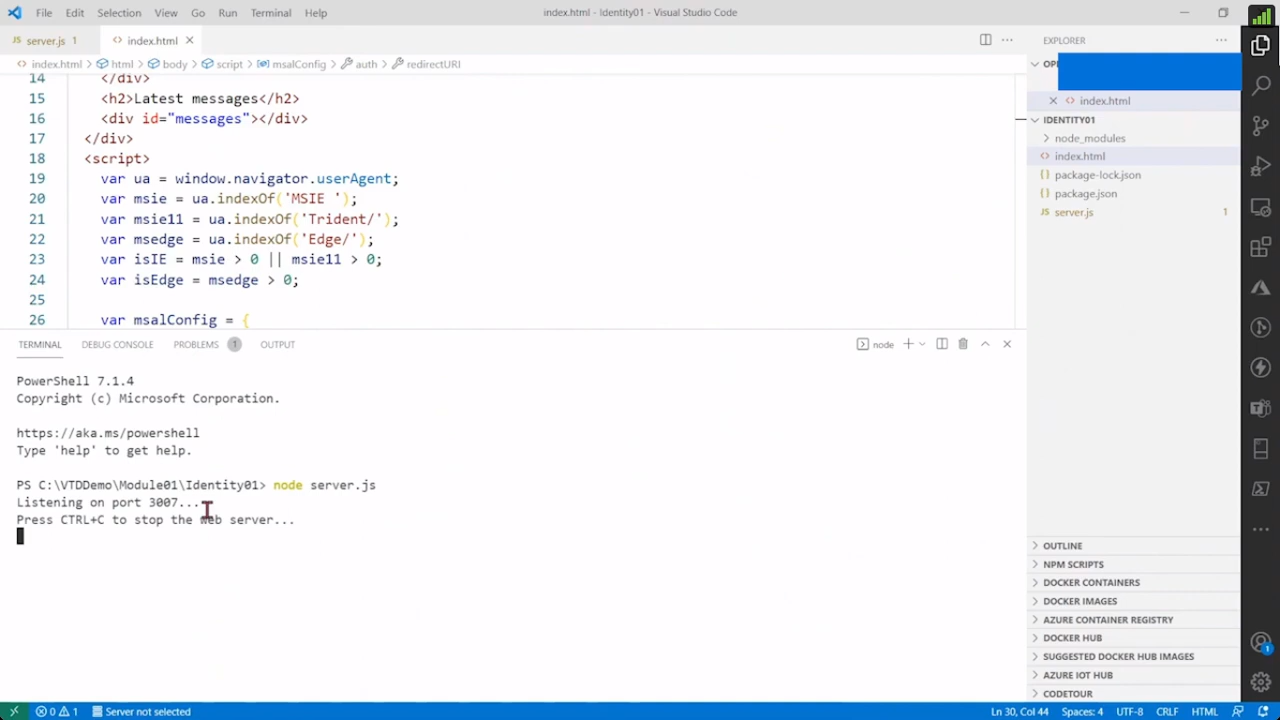 File Edit Selection View Go Run Terminal Help
index.html - Identity01 - Visual Studio Code
server.js 1
index.html
index.html > html > body > script > msalConfig > auth > redirectURI
14 </div>
15 <h2>Latest messages</h2>
16 <div id="messages"></div>
17 </div>
18 <script>
19 var ua = window.navigator.userAgent;
20 var msie = ua.indexOf('MSIE ');
21 var msie11 = ua.indexOf('Trident/');
22 var msedge = ua.indexOf('Edge/');
23 var isIE = msie > 0 || msie11 > 0;
24 var isEdge = msedge > 0;
25
26 var msalConfig = {
TERMINAL DEBUG CONSOLE PROBLEMS 1 OUTPUT
node
PowerShell 7.1.4
Copyright (c) Microsoft Corporation.
https://aka.ms/powershell
Type 'help' to get help.
PS C:\VTDDemo\Module01\Identity01> node server.js
Listening on port 3007...
Press CTRL+C to stop the web server...
EXPLORER
index.html
IDENTITY01
node_modules
index.html
package-lock.json
package.json
server.js 1
OUTLINE
NPM SCRIPTS
DOCKER CONTAINERS
DOCKER IMAGES
AZURE CONTAINER REGISTRY
DOCKER HUB
SUGGESTED DOCKER HUB IMAGES
AZURE IOT HUB
CODETOUR
1
0 1 Server not selected
Ln 30, Col 44 Spaces: 4 UTF-8 CRLF HTML